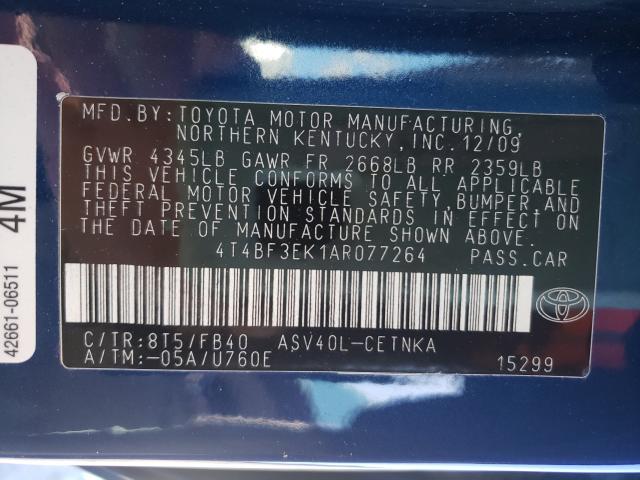 MFD.BY:TOYOTA MOTOR MANUFACTURING,
NORTHERN KENTUCKY,INC.12/09
GVWR 4345LB GAWR FR 2668LB RR 2359LB
THIS VEHICLE CONFORMS TO ALL APPLICABLE
FEDERAL MOTOR VEHICLE SAFETY, BUMPER, AND
THEFT PREVENTION STANDARDS IN EFFECT ON
THE DATE OF MANUFACTURE SHOWN ABOVE.
4T4BF3EK1AR077264 PASS.CAR
C/TR:8T5/FB40 ASV40L-CETNKA
A/TM:-05A/U760E 15299
42661-06511 4M